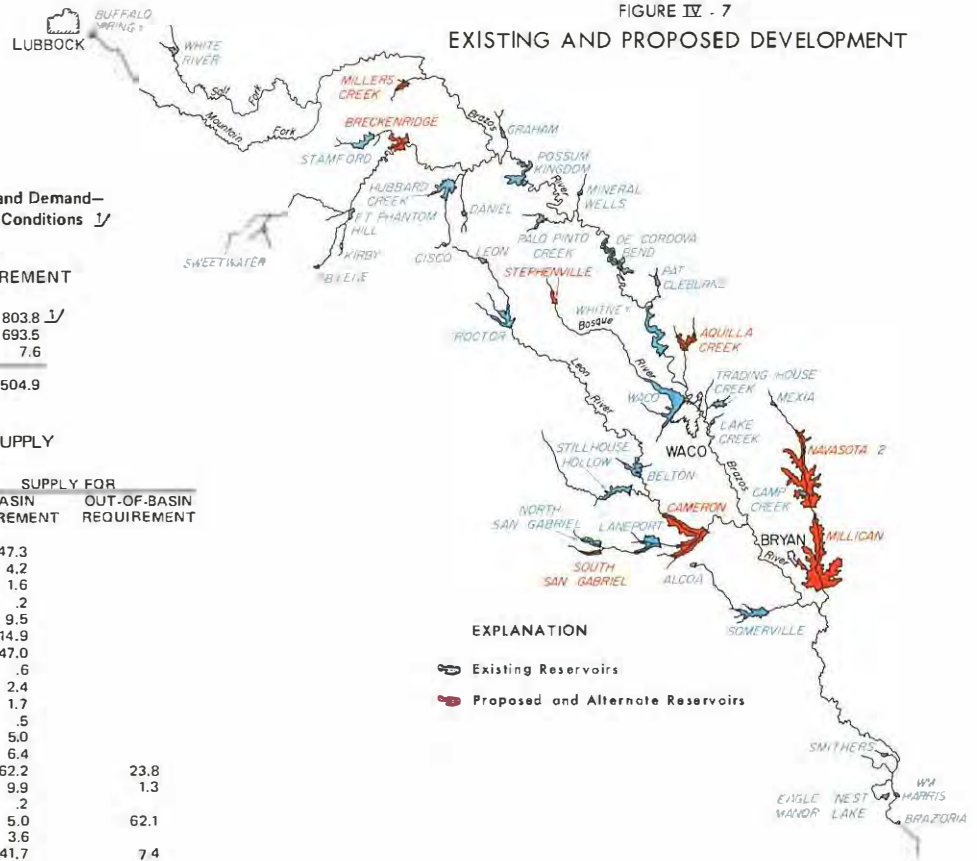 FIGURE IV - 7
EXISTING AND PROPOSED DEVELOPMENT
BUFFALO
SPRINGS
LUBBOCK
WHITE
RIVER
Salt Fork
Mountain Fork
MILLERS
CREEK
BRECKENRIDGE
STAMFORD
Brazos
GRAHAM
POSSUM
KINGDOM
River
MINERAL
WELLS
HUBBARD
CREEK
FT PHANTOM
HILL
DANIEL
KIRBY
SWEETWATER
CISCO
LEON
PALO PINTO
CREEK
DE CORDOVA
BEND
STEPHENVILLE
PAT
CLEBURNE
WHITNEY
Bosque
River
AQUILLA
CREEK
ROCTOR
Leon
River
TRADING HOUSE
CREEK
MEXIA
WACO
LAKE
CREEK
WACO
STILLHOUSE
HOLLOW
BELTON
Brazos
River
NAVASOTA 2
CAMP
CREEK
NORTH
SAN GABRIEL
LANEPORT
CAMERON
BRYAN
MILLICAN
SOUTH
SAN GABRIEL
ALCOA
SOMERVILLE
EXPLANATION
Existing Reservoirs
Proposed and Alternate Reservoirs
SMITHERS
WM
HARRIS
EAGLE NEST
MANOR LAKE
BRAZORIA
and Demand—
Conditions 1/
REMENT
803.8 1/
693.5
7.6
504.9
UPPLY
SUPPLY FOR
ASIN OUT-OF-BASIN
REMENT REQUIREMENT
47.3
4.2
1.6
.2
9.5
14.9
47.0
.6
2.4
1.7
.5
5.0
6.4
62.2 23.8
9.9 1.3
.2
5.0 62.1
3.6
41.7 7.4